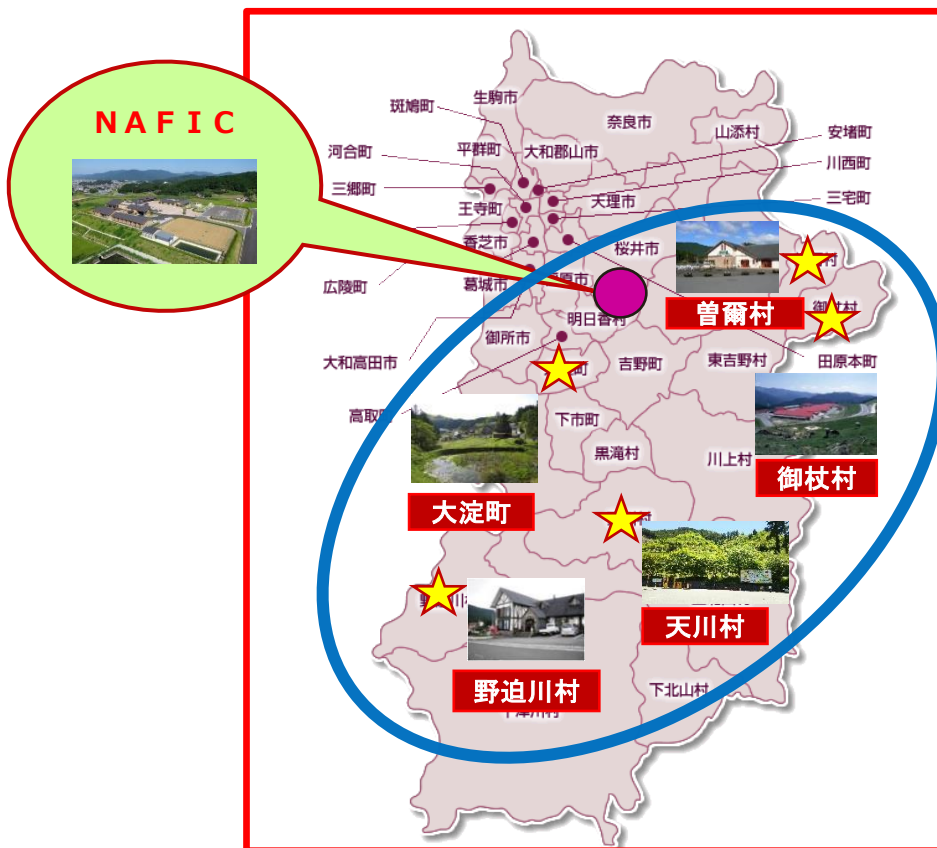 NAFIC
生駒市
斑鳩町
奈良市
山添村
安堵町
河合町
平群町
大和郡山市
川西町
三郷町
天理市
三宅町
王寺町
香芝市
桜井市
広陵町
葛城市
曽爾村
明日香村
御所市
大和高田市
吉野町
東吉野村
田原本町
下市町
黒滝村
川上村
御杖村
大淀町
天川村
野迫川村
下北山村